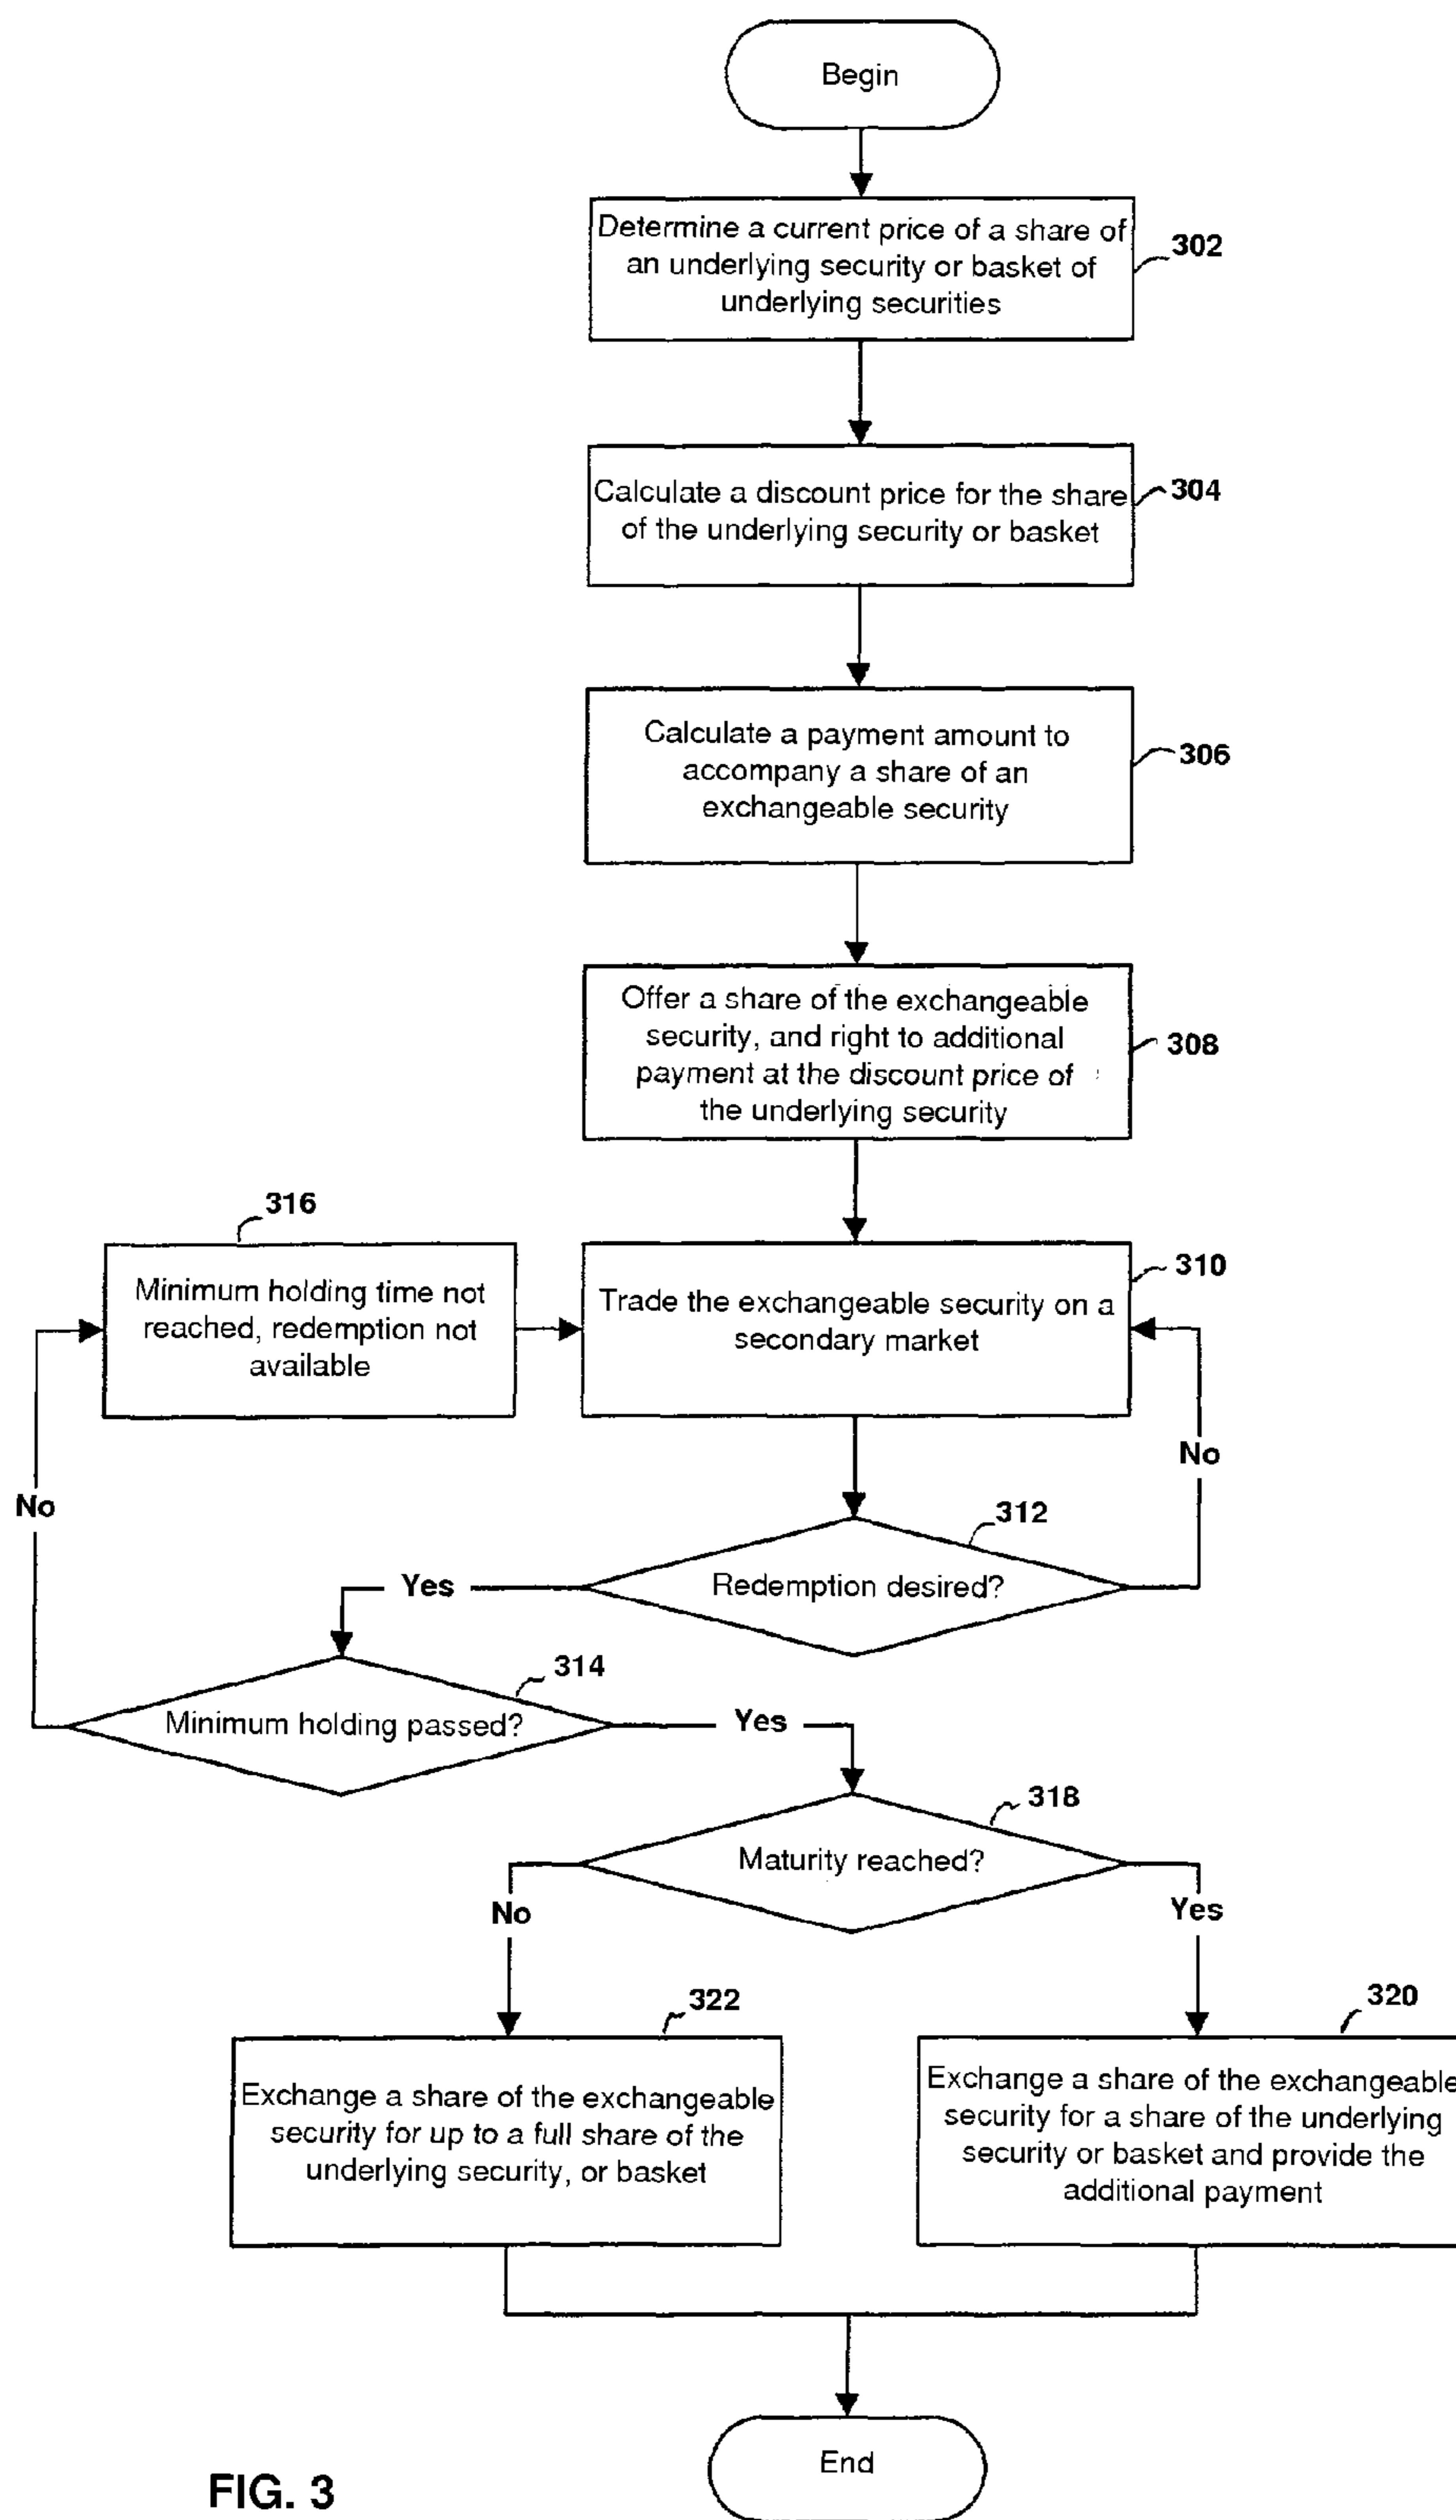 Begin
Determine a current price of a share of
an underlying security or basket of
underlying securities
302
Calculate a discount price for the share
of the underlying security or basket
304
Calculate a payment amount to
accompany a share of an
exchangeable security
306
Offer a share of the exchangeable
security, and right to additional
payment at the discount price of
the underlying security
308
316
Minimum holding time not
reached, redemption not
available
Trade the exchangeable security on a
secondary market
310
No
No
312
Redemption desired?
Yes
314
Minimum holding passed?
Yes
318
Maturity reached?
No
Yes
322
Exchange a share of the exchangeable
security for up to a full share of the
underlying security, or basket
320
Exchange a share of the exchangeable
security for a share of the underlying
security or basket and provide the
additional payment
End
FIG. 3